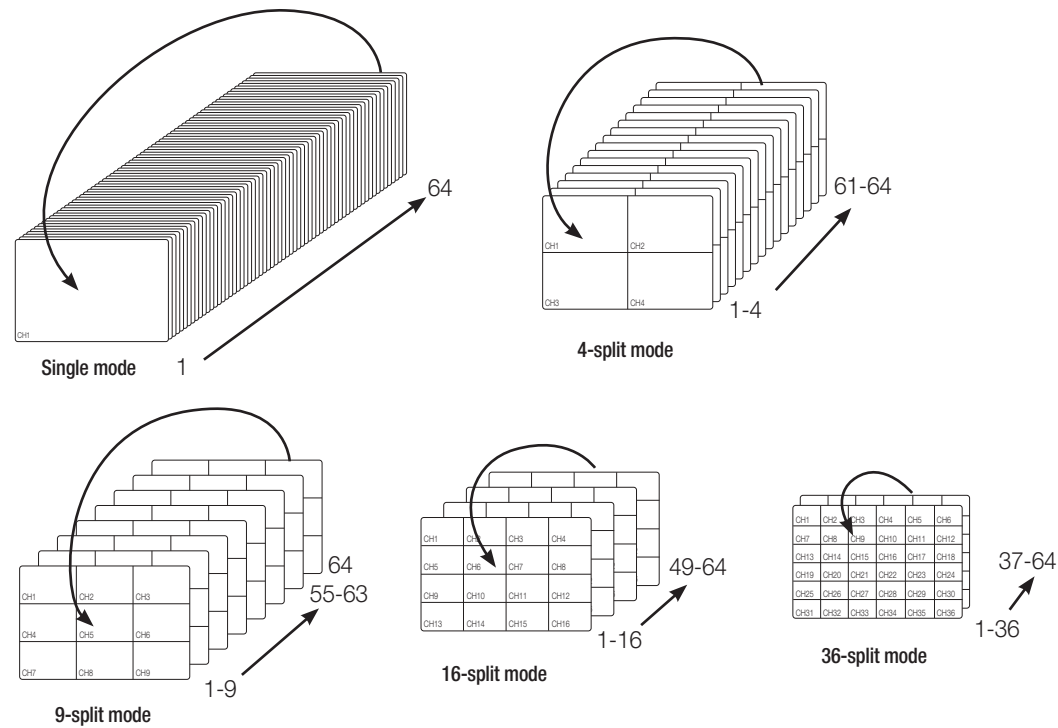 64
CH1
Single mode
1
61-64
CH1 CH2
CH3 CH4
1-4
4-split mode
64
55-63
CH1 CH2 CH3
CH4 CH5 CH6
CH7 CH8 CH9
1-9
9-split mode
49-64
CH1 CH2 CH3 CH4
CH5 CH6 CH7 CH8
CH9 CH10 CH11 CH12
CH13 CH14 CH15 CH16
1-16
16-split mode
37-64
CH1 CH2 CH3 CH4 CH5 CH6
CH7 CH8 CH9 CH10 CH11 CH12
CH13 CH14 CH15 CH16 CH17 CH18
CH19 CH20 CH21 CH22 CH23 CH24
CH25 CH26 CH27 CH28 CH29 CH30
CH31 CH32 CH33 CH34 CH35 CH36
1-36
36-split mode